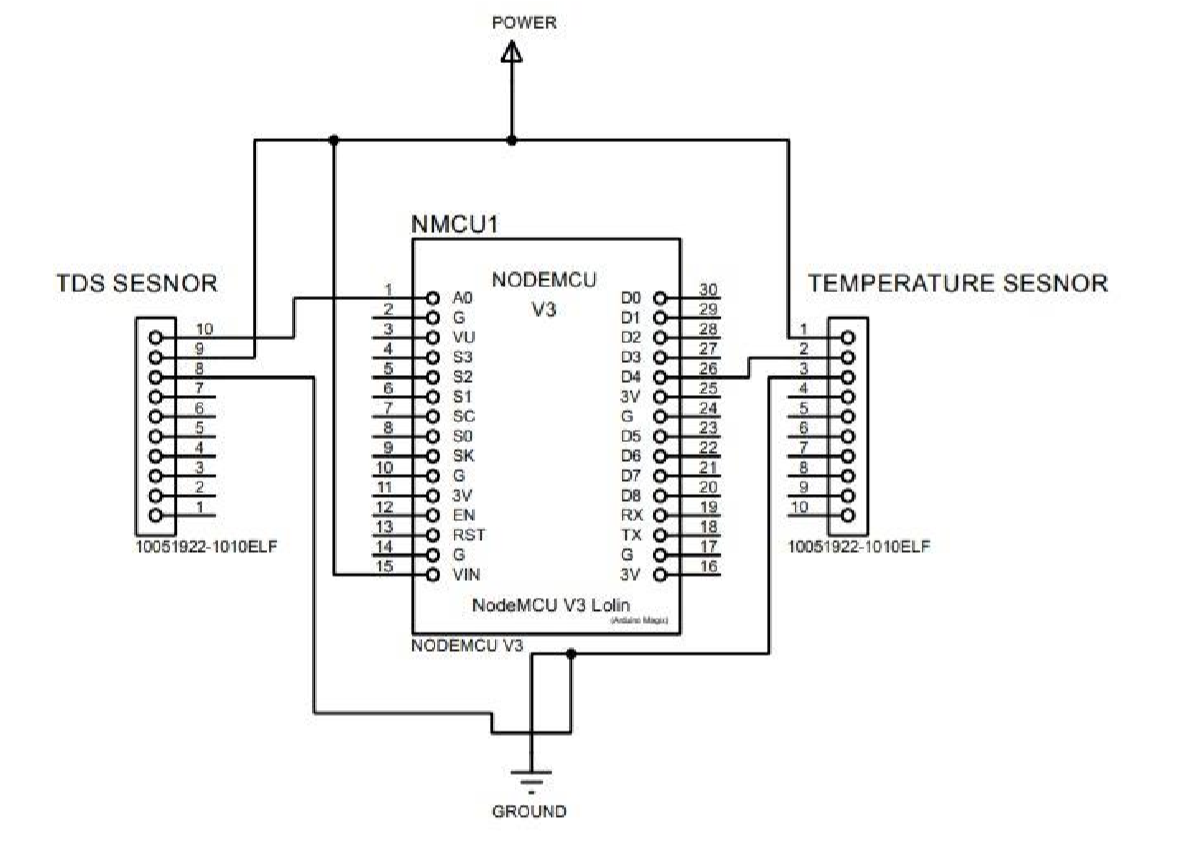 POWER
NMCU1
TDS SESNOR
TEMPERATURE SESNOR
NODEMCU
V3
10
9
8
7
6
5
4
3
2
1
10051922-1010ELF
1 A0
2 G
3 VU
4 S3
5 S2
6 S1
7 SC
8 S0
9 SK
10 G
11 3V
12 EN
13 RST
14 G
15 VIN
D0 30
D1 29
D2 28
D3 27
D4 26
3V 25
G 24
D5 23
D6 22
D7 21
D8 20
RX 19
TX 18
G 17
3V 16
NodeMCU V3 Lolin
(Arduino Magix)
NODEMCU V3
1
2
3
4
5
6
7
8
9
10
10051922-1010ELF
GROUND